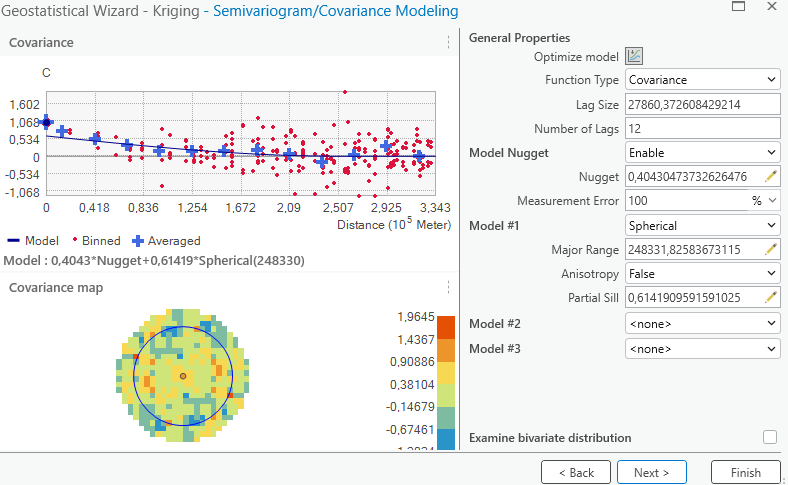 Geostatistical Wizard - Kriging - Semivariogram/Covariance Modeling
Covariance
C
1,602
1,068
0,534
0
-0,534
-1,068
0 0,418 0,836 1,254 1,672 2,09 2,507 2,925 3,343
Distance (10⁵ Meter)
Model Binned Averaged
Model : 0,4043*Nugget+0,61419*Spherical(248330)
Covariance map
1,9645
1,4367
0,90886
0,38104
-0,14679
-0,67461
General Properties
Optimize model
Function Type Covariance
Lag Size 27860,372608429214
Number of Lags 12
Model Nugget Enable
Nugget 0,40430473732626476
Measurement Error 100 %
Model #1 Spherical
Major Range 248331,82583673115
Anisotropy False
Partial Sill 0,6141909591591025
Model #2 <none>
Model #3 <none>
Examine bivariate distribution
< Back Next > Finish